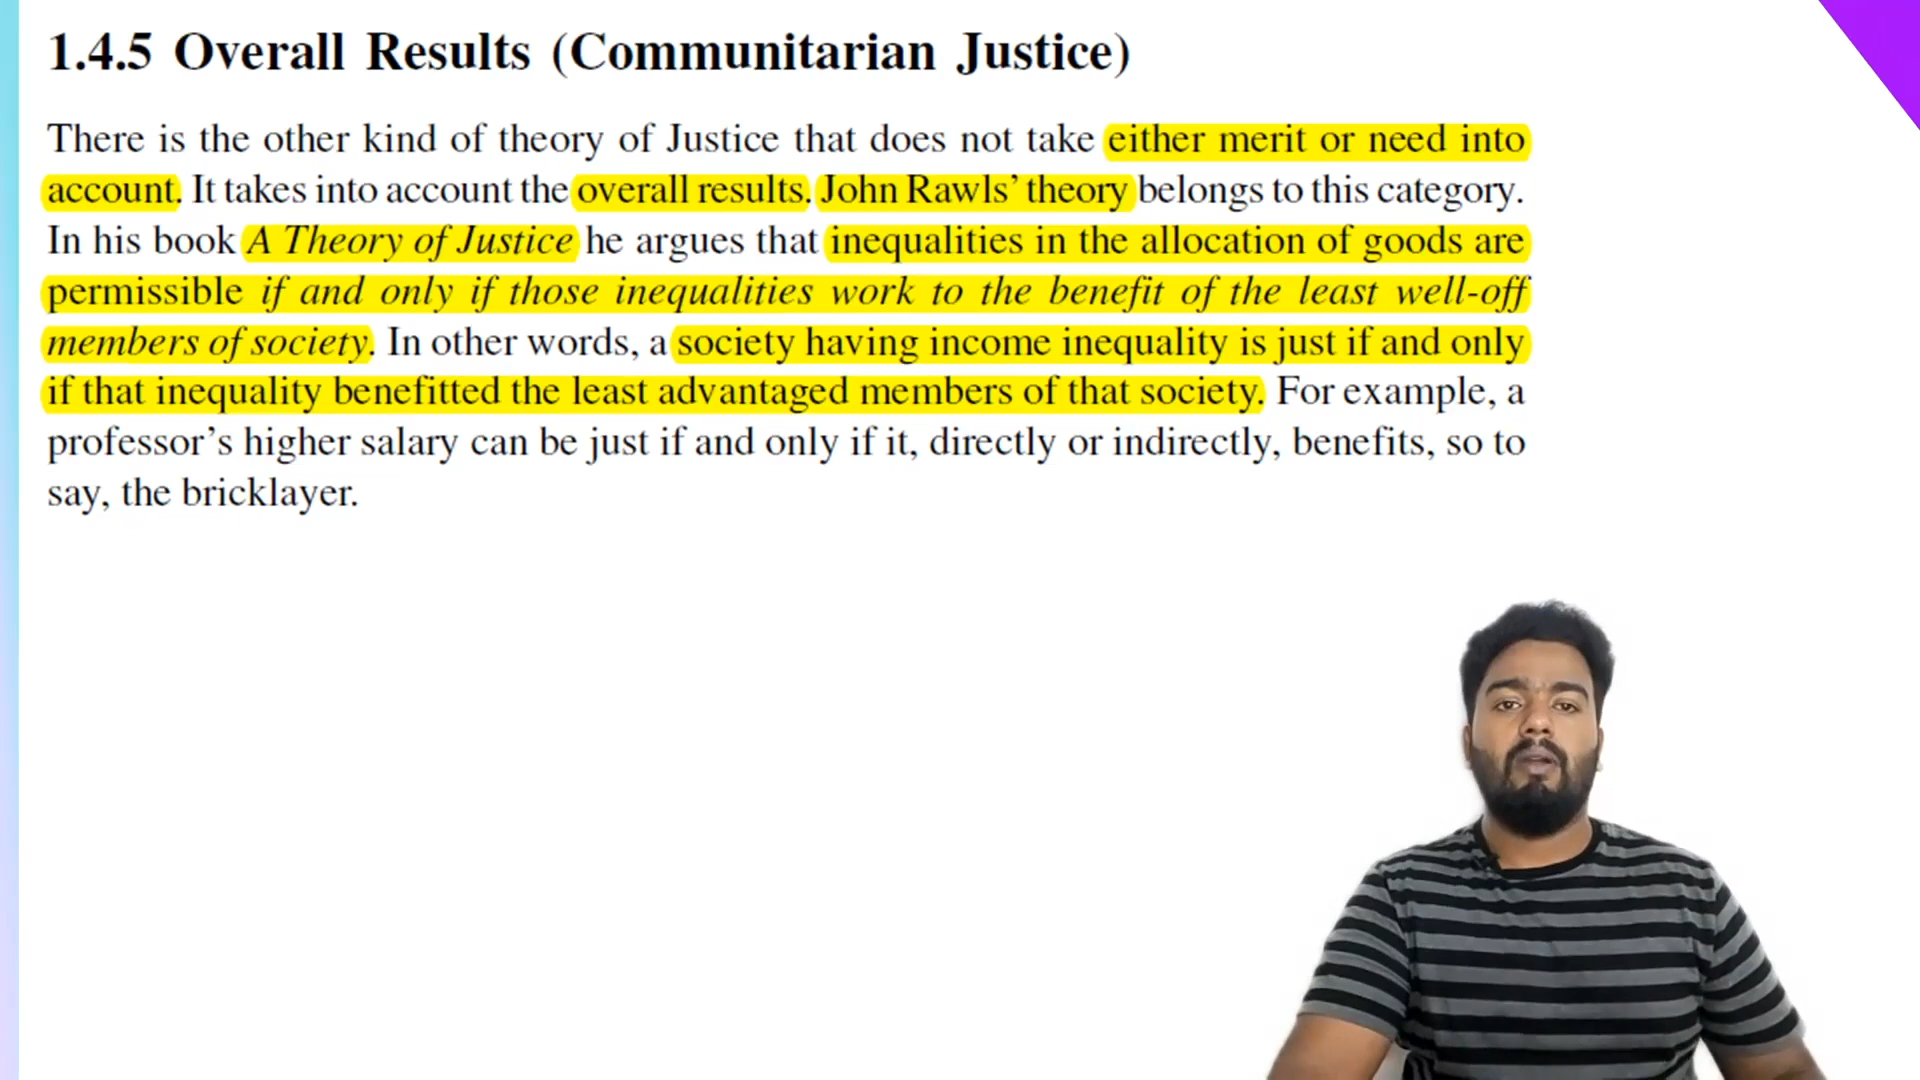 1.4.5 Overall Results (Communitarian Justice)
There is the other kind of theory of Justice that does not take either merit or need into
account. It takes into account the overall results. John Rawls’ theory belongs to this category.
In his book A Theory of Justice he argues that inequalities in the allocation of goods are
permissible if and only if those inequalities work to the benefit of the least well-off
members of society. In other words, a society having income inequality is just if and only
if that inequality benefitted the least advantaged members of that society. For example, a
professor’s higher salary can be just if and only if it, directly or indirectly, benefits, so to
say, the bricklayer.